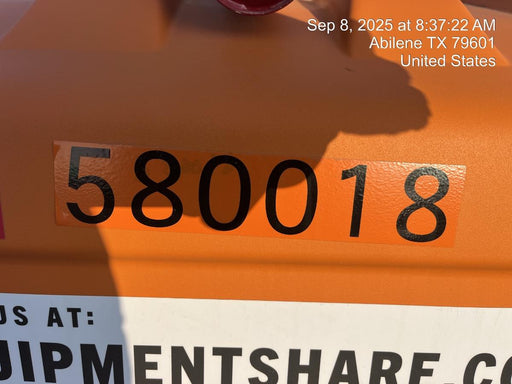 Sep 8, 2025 at 8:37:22 AM
Abilene TX 79601
United States
580018
US AT:
UIPMENTSHARE.CO